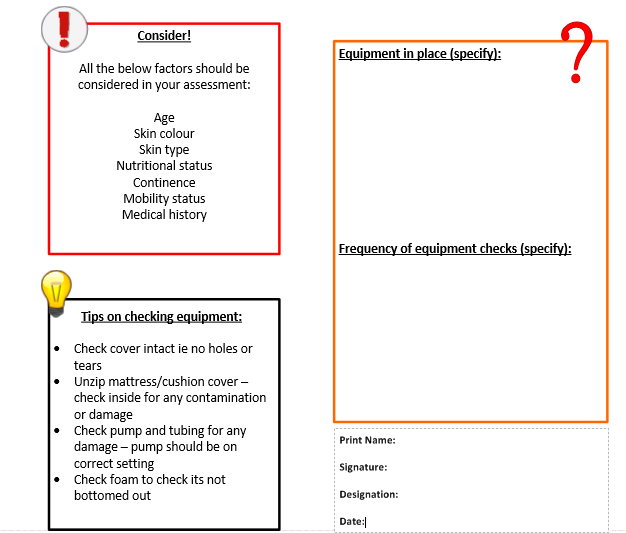 Consider!
All the below factors should be
considered in your assessment:
Age
Skin colour
Skin type
Nutritional status
Continence
Mobility status
Medical history
Tips on checking equipment:
• Check cover intact ie no holes or
tears
• Unzip mattress/cushion cover –
check inside for any contamination
or damage
• Check pump and tubing for any
damage – pump should be on
correct setting
• Check foam to check its not
bottomed out
Equipment in place (specify):
Frequency of equipment checks (specify):
Print Name:
Signature:
Designation:
Date: